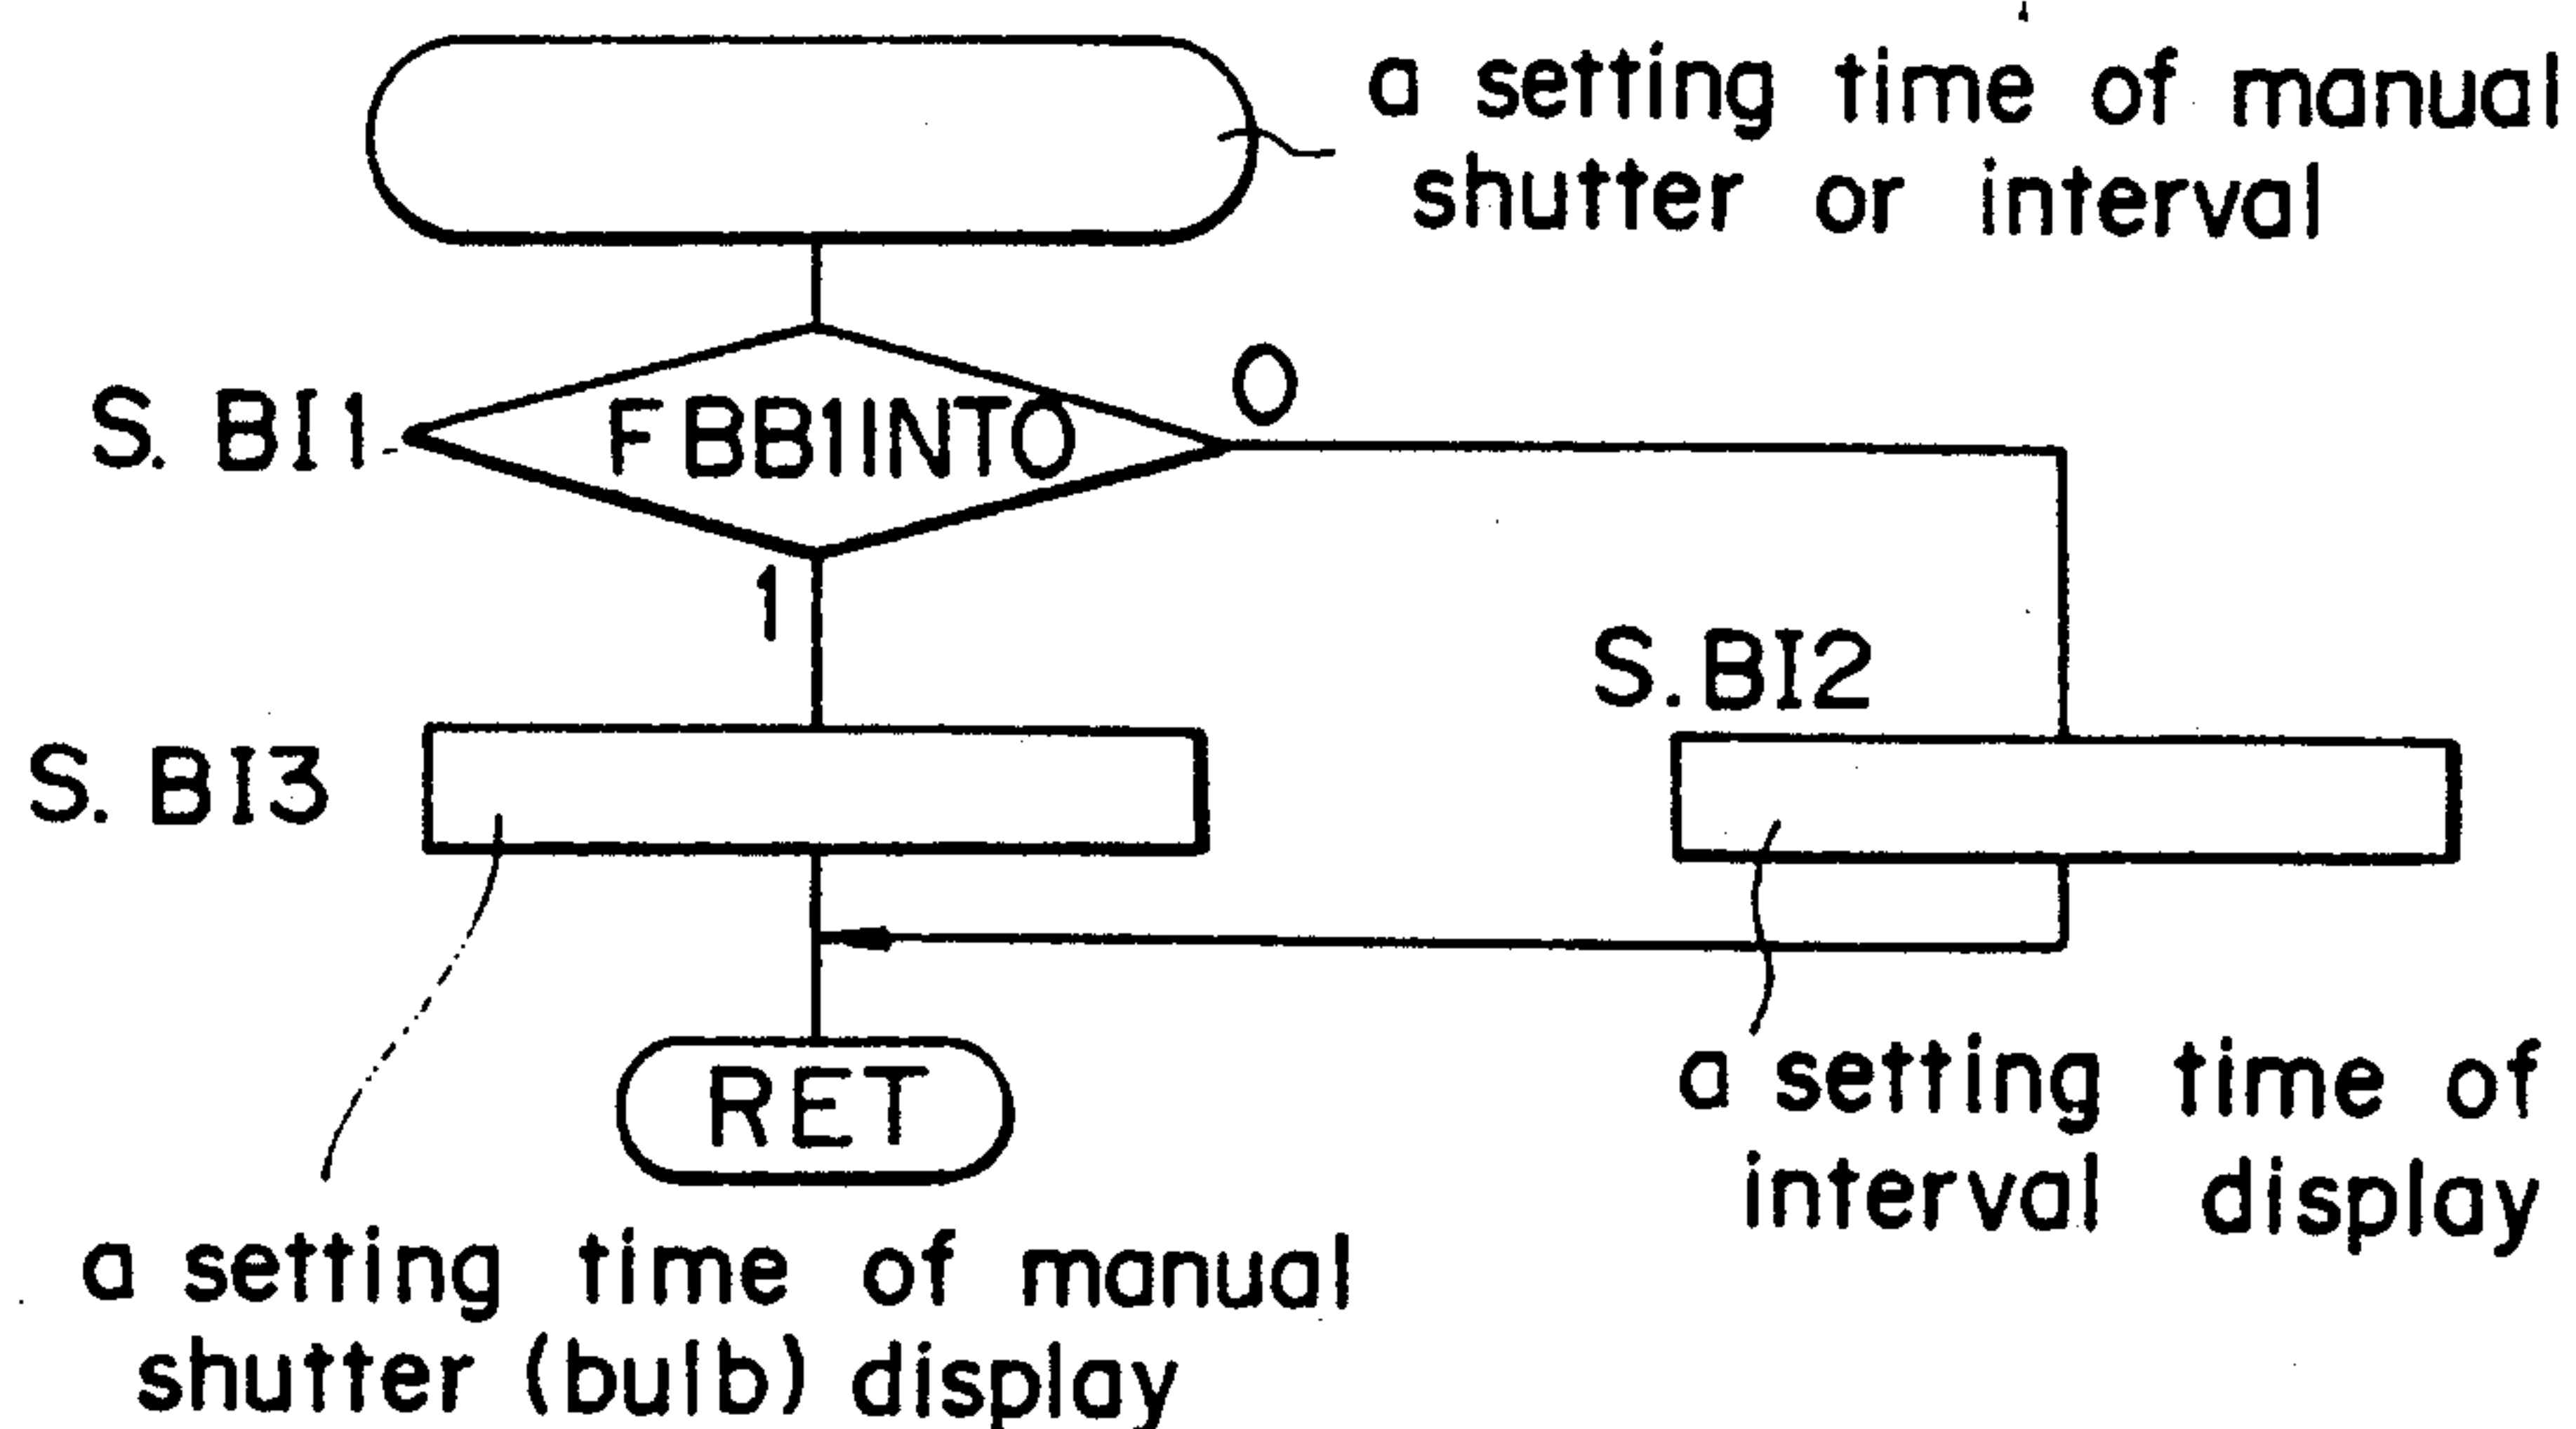 a setting time of manual
shutter or interval
S. BI1
FBB1INT0
0
1
S.BI2
S. BI3
RET
a setting time of
interval display
a setting time of manual
shutter (bulb) display